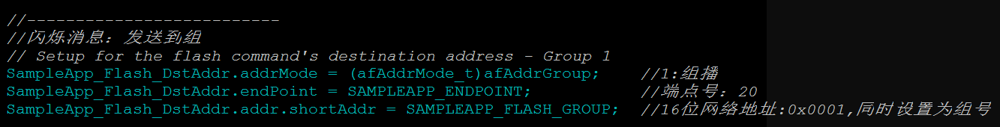 //--------------------------
//闪烁消息：发送到组
// Setup for the flash command's destination address - Group 1
SampleApp_Flash_DstAddr.addrMode = (afAddrMode_t)afAddrGroup; //1:组播
SampleApp_Flash_DstAddr.endPoint = SAMPLEAPP_ENDPOINT; //端点号：20
SampleApp_Flash_DstAddr.addr.shortAddr = SAMPLEAPP_FLASH_GROUP; //16位网络地址:0x0001,同时设置为组号